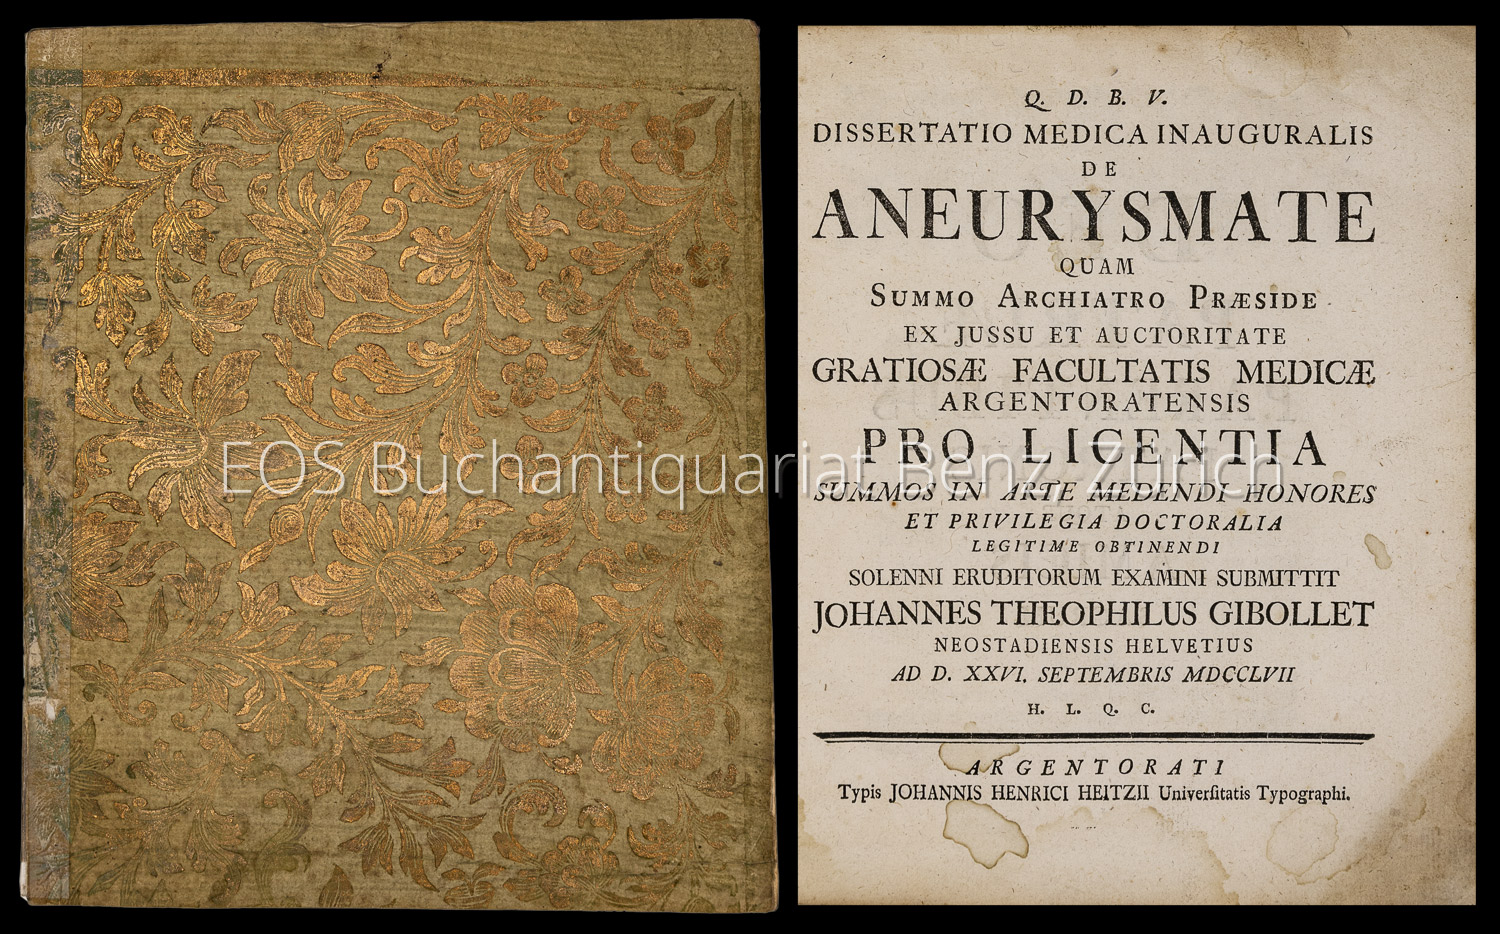 Q. D. B. V.
DISSERTATIO MEDICA INAUGURALIS
DE
ANEURYSMATE
QUAM
SUMMO ARCHIATRO PRÆSIDE
EX JUSSU ET AUCTORITATE
GRATIOSÆ FACULTATIS MEDICÆ
ARGENTORATENSIS
PRO LICENTIA
EOS Buchantiquariat Benz, Zürich
SUMMOS IN ARTE MEDENDI HONORES
ET PRIVILEGIA DOCTORALIA
LEGITIME OBTINENDI
SOLENNI ERUDITORUM EXAMINI SUBMITTIT
JOHANNES THEOPHILUS GIBOLLET
NEOSTADIENSIS HELVETIUS
AD D. XXVI. SEPTEMBRIS MDCCLVII
H. L. Q. C.
ARGENTORATI
Typis JOHANNIS HENRICI HEITZII Univerſitatis Typographi.